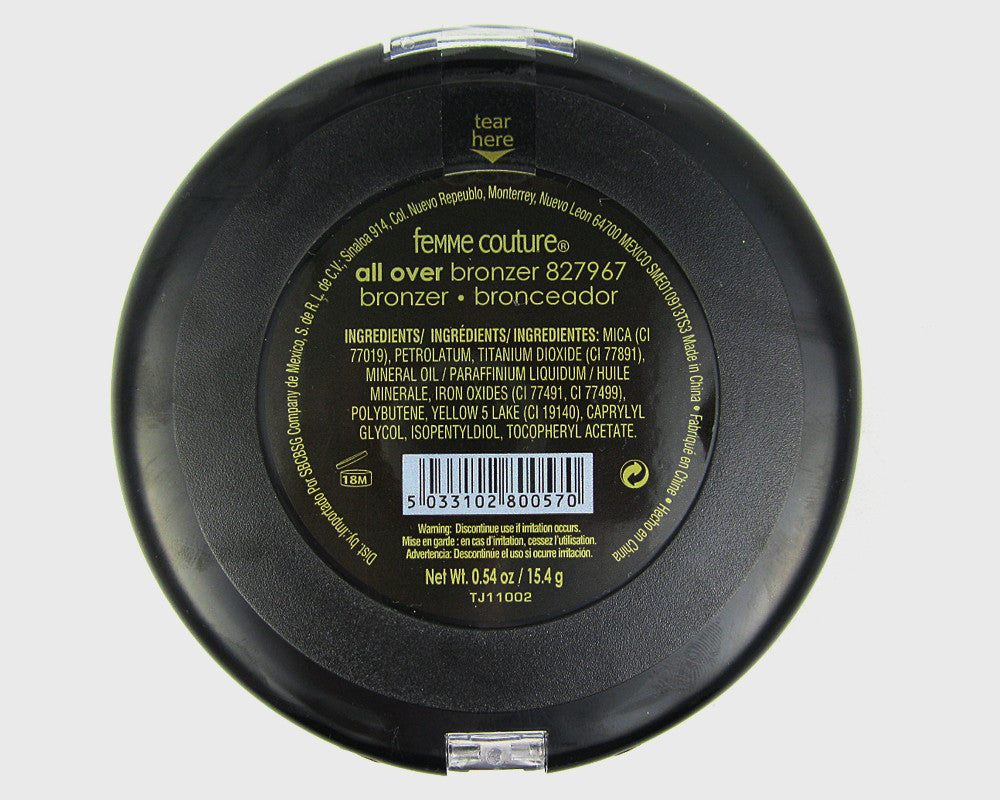 tear
here
Dist. by: Importado Por SBCBSG Company de Mexico, S. de R. L. de C.V.; Sinaloa 914, Col. Nuevo Repeublo, Monterrey, Nuevo Leon 64700 MEXICO SME010913TS3 Made in China • Fabriqué en Chine • Hecho en China
femme couture®
all over bronzer 827967
bronzer • bronceador
INGREDIENTS/ INGRÉDIENTS/ INGREDIENTES: MICA (CI
77019), PETROLATUM, TITANIUM DIOXIDE (CI 77891),
MINERAL OIL / PARAFFINIUM LIQUIDUM / HUILE
MINERALE, IRON OXIDES (CI 77491, CI 77499),
POLYBUTENE, YELLOW 5 LAKE (CI 19140), CAPRYLYL
GLYCOL, ISOPENTYLDIOL, TOCOPHERYL ACETATE.
18M
5 033102 800570
Warning: Discontinue use if irritation occurs.
Mise en garde : en cas d'irritation, cessez l'utilisation.
Advertencia: Descontinúe el uso si ocurre irritación.
Net Wt. 0.54 oz / 15.4 g
TJ11002